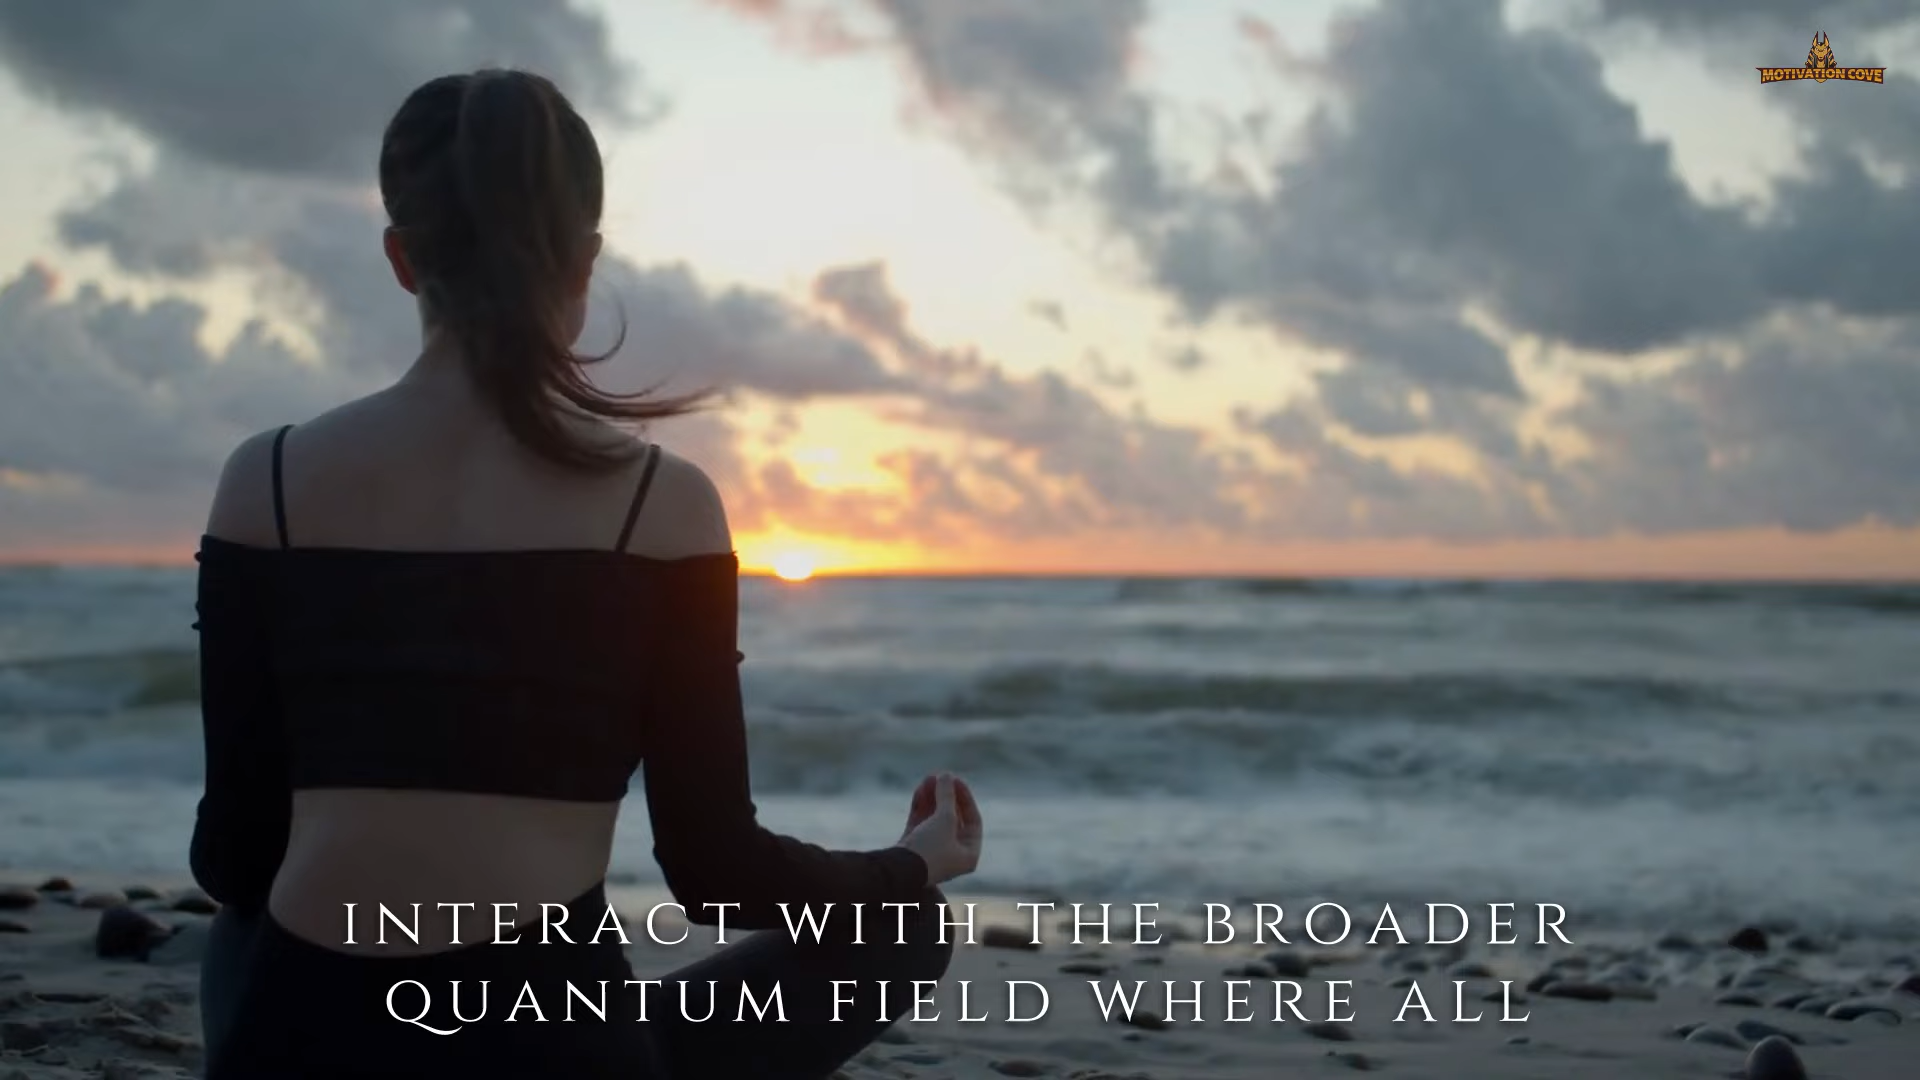 MOTIVATION COVE
INTERACT WITH THE BROADER
QUANTUM FIELD WHERE ALL